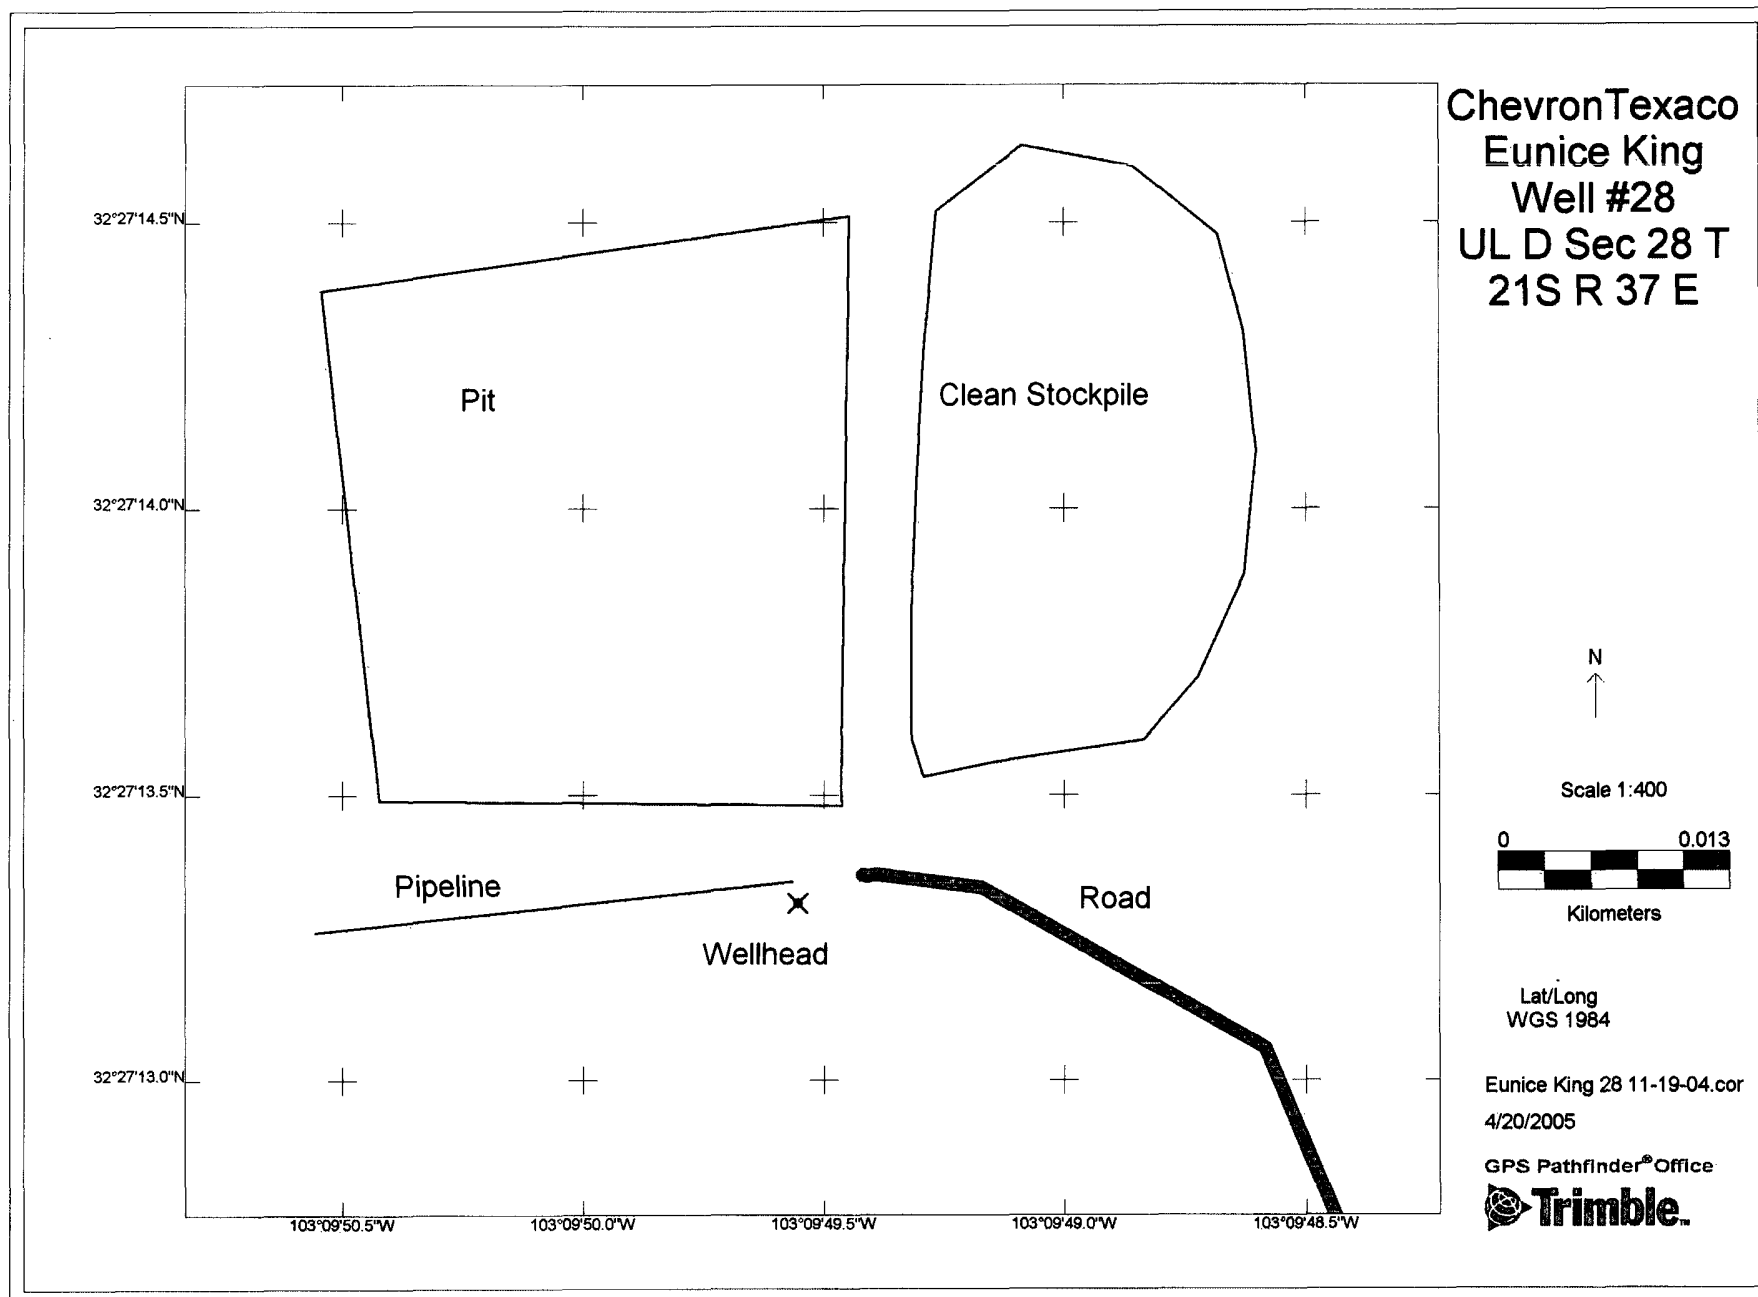 ChevronTexaco
Eunice King
Well #28
UL D Sec 28 T
21S R 37 E
32°27'14.5"N
Pit
Clean Stockpile
32°27'14.0"N
N
32°27'13.5"N
Scale 1:400
0 0.013
Kilometers
Pipeline
Road
Wellhead
Lat/Long
WGS 1984
32°27'13.0"N
Eunice King 28 11-19-04.cor
4/20/2005
GPS Pathfinder®Office
Trimble™
103°09'50.5"W 103°09'50.0"W 103°09'49.5"W 103°09'49.0"W 103°09'48.5"W